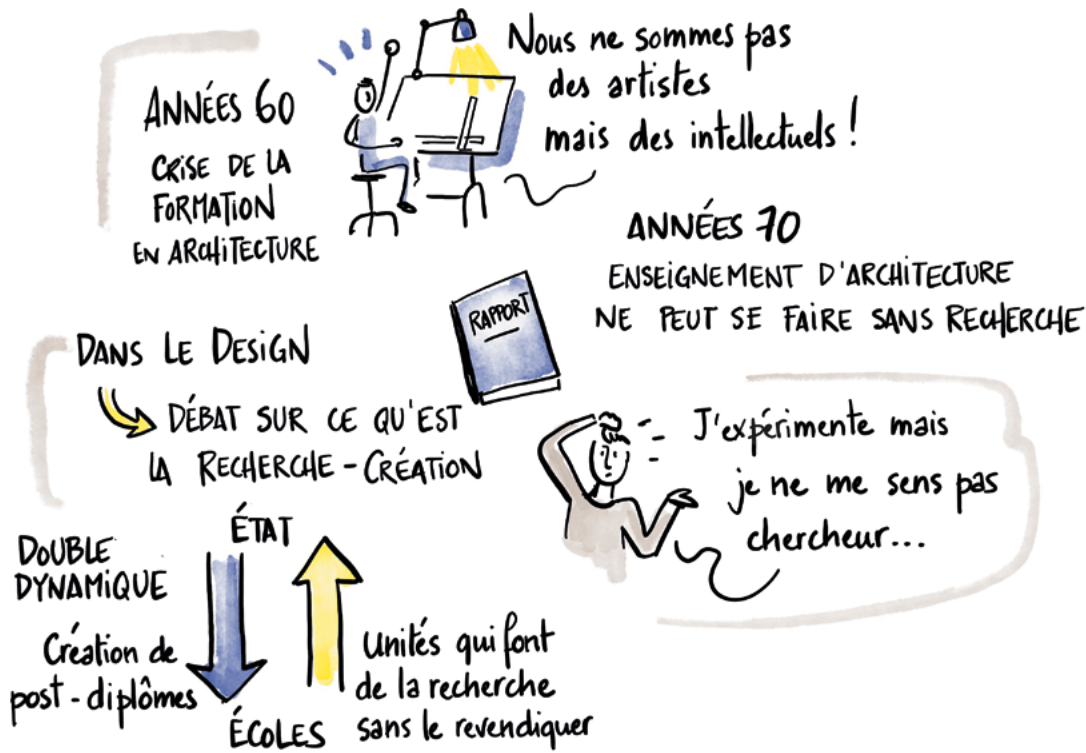 ANNÉES 60
CRISE DE LA
FORMATION
EN ARCHITECTURE
Nous ne sommes pas
des artistes
mais des intellectuels !
ANNÉES 70
ENSEIGNEMENT D'ARCHITECTURE
NE PEUT SE FAIRE SANS RECHERCHE
RAPPORT
DANS LE DESIGN
DÉBAT SUR CE QU'EST
LA RECHERCHE - CRÉATION
J'expérimente mais
je ne me sens pas
chercheur...
ÉTAT
DOUBLE
DYNAMIQUE
Création de
post-diplômes
Unités qui font
de la recherche
sans le revendiquer
ÉCOLES